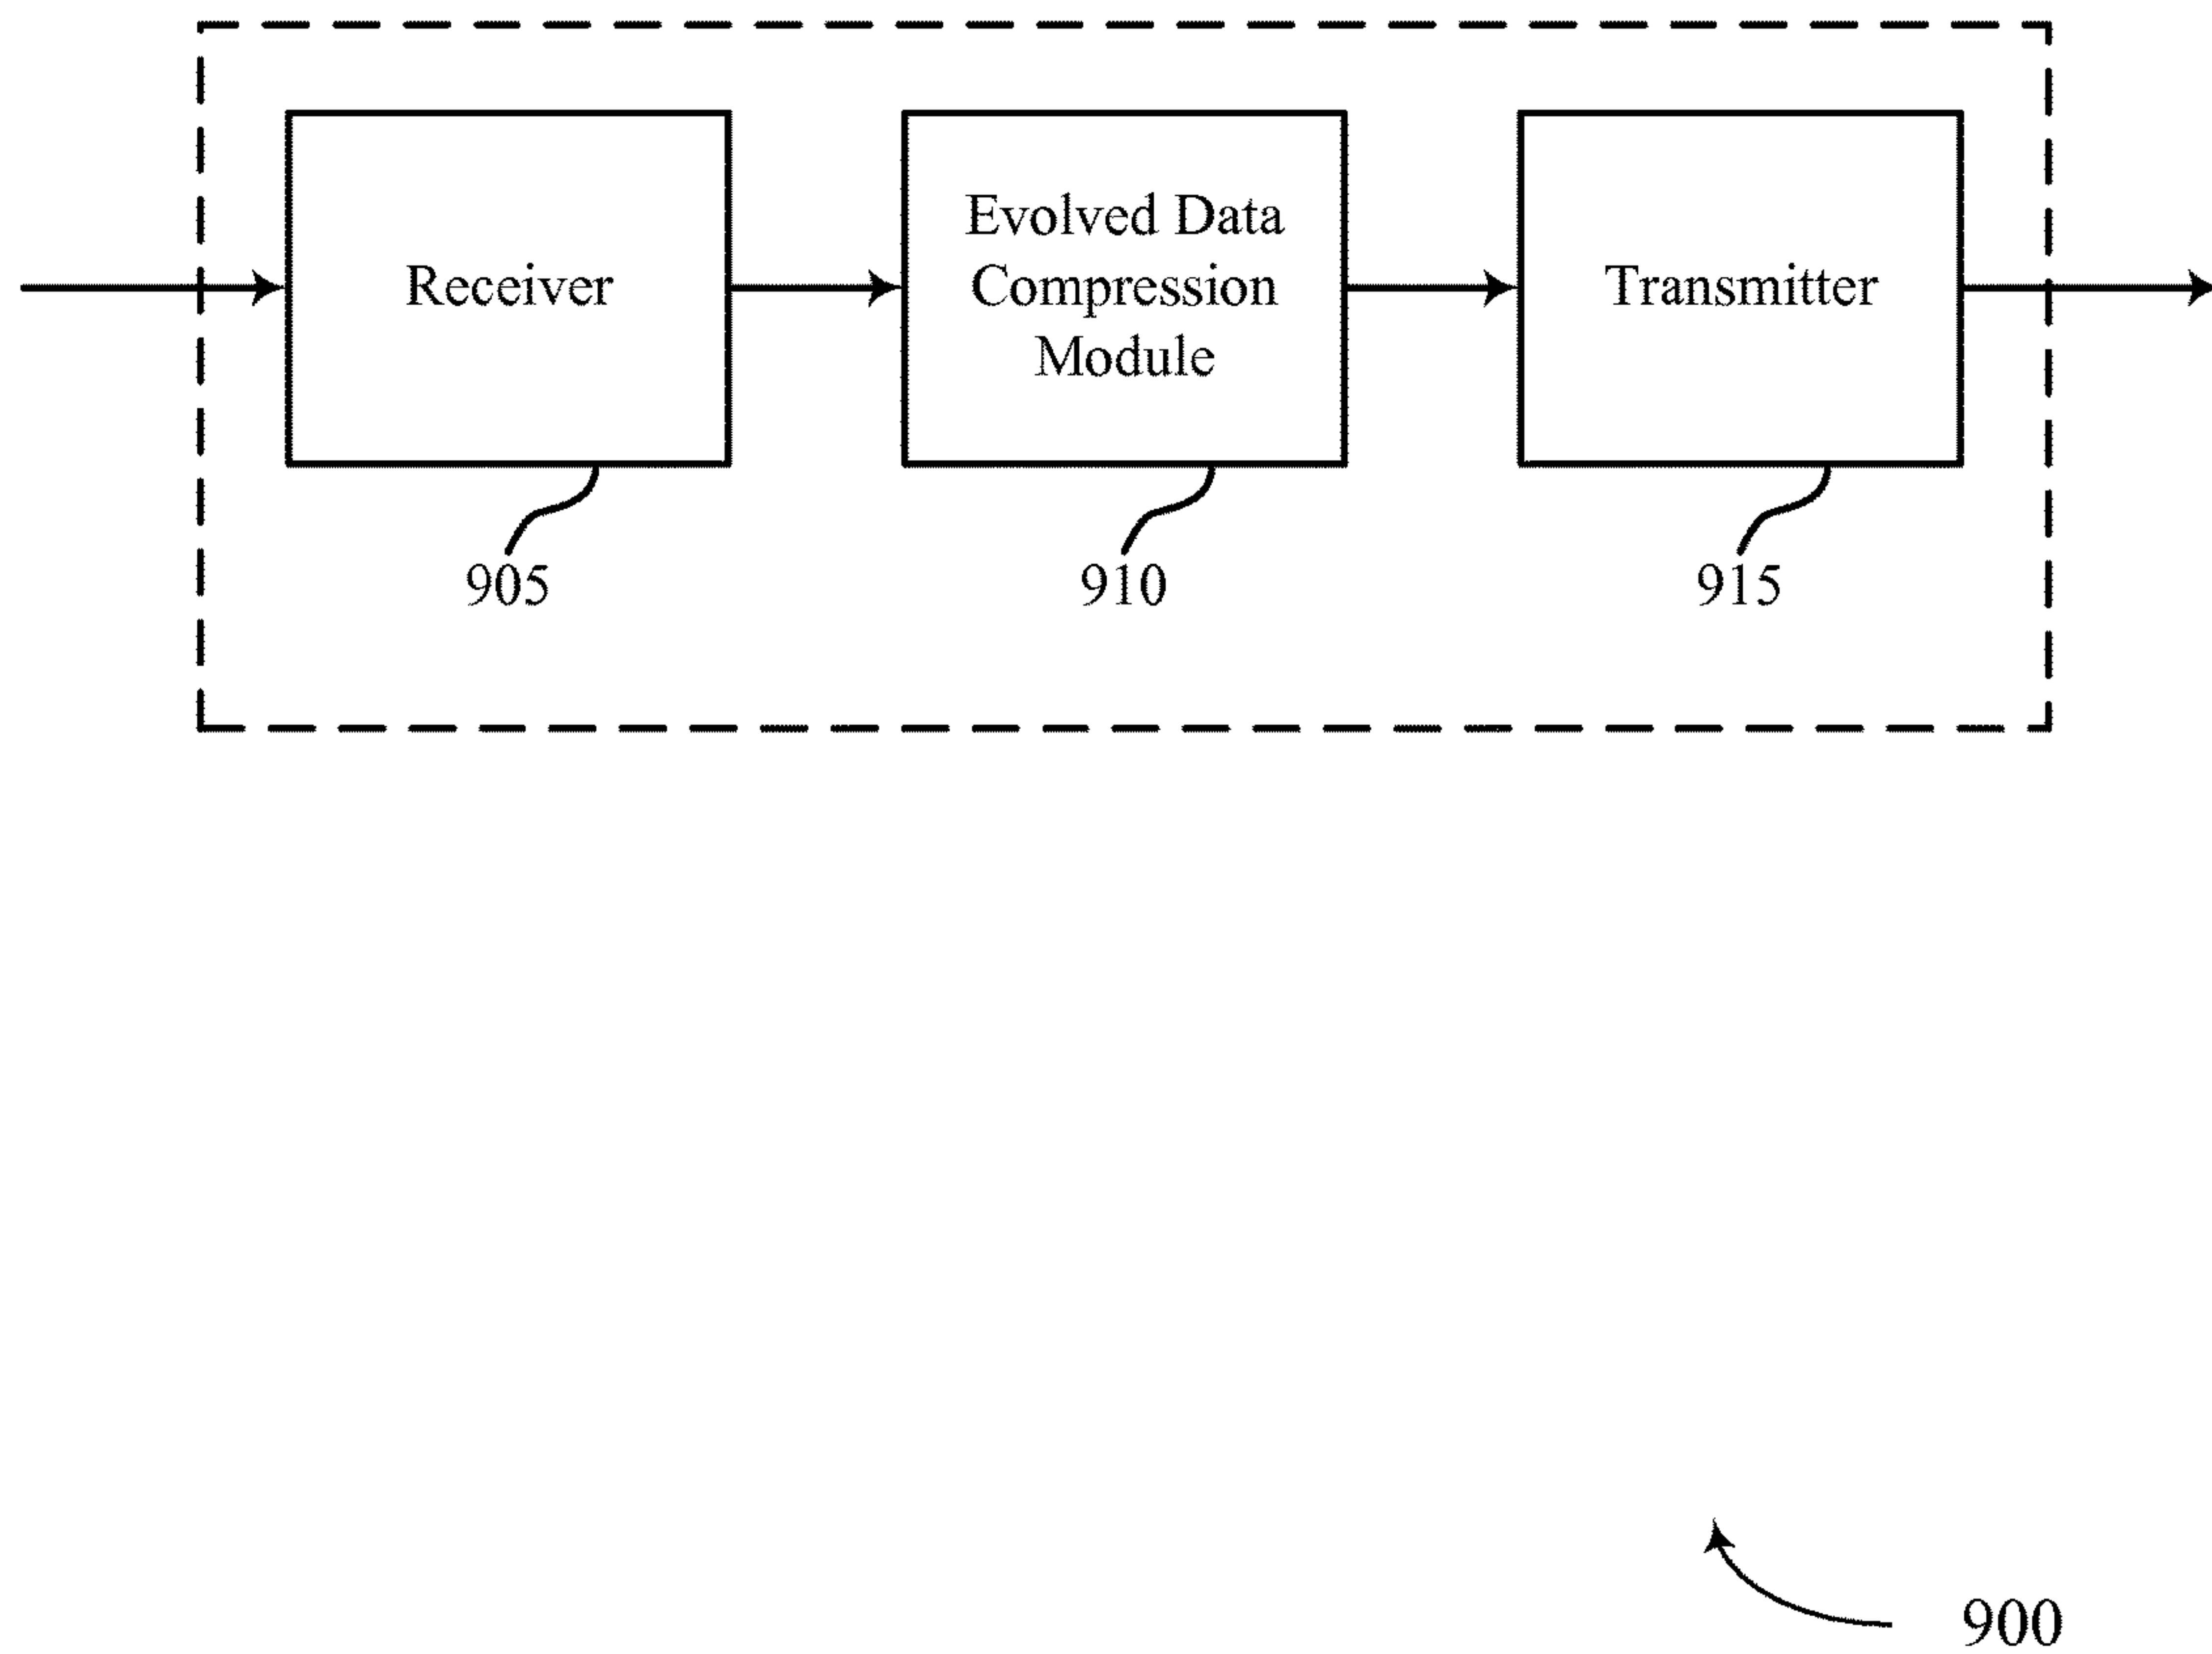 Receiver
Evolved Data
Compression
Module
Transmitter
905
910
915
900